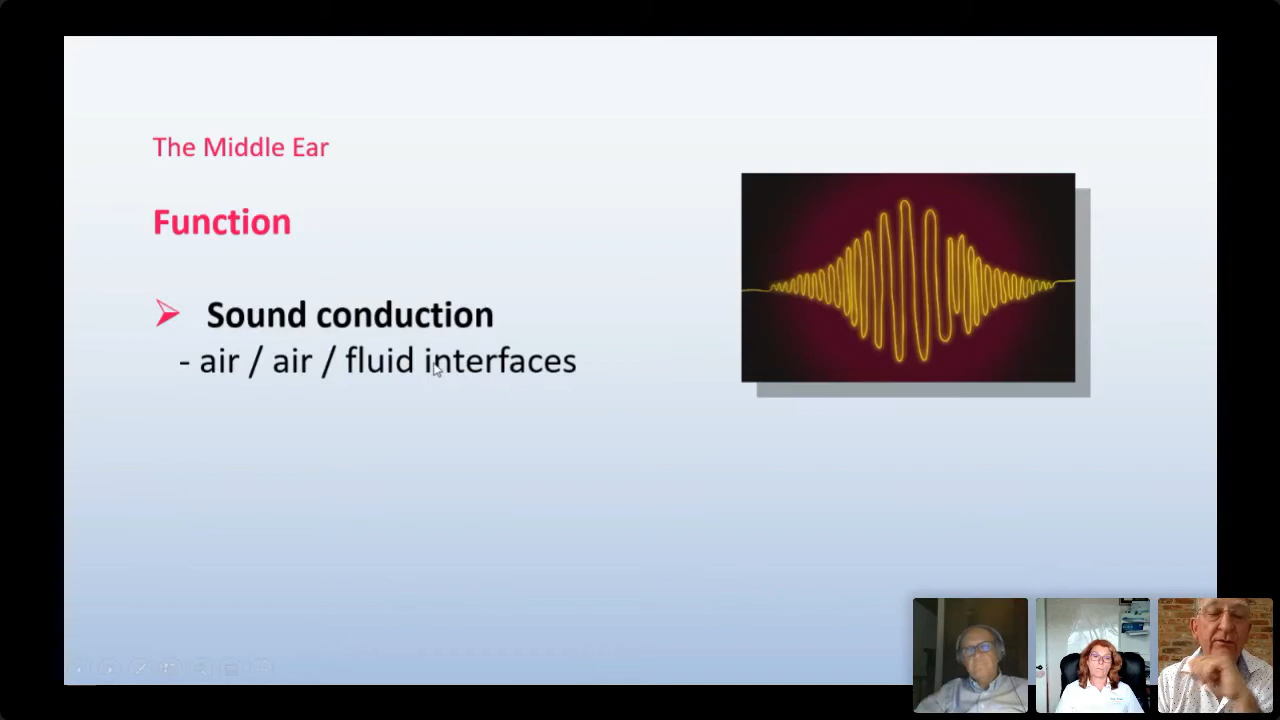 The Middle Ear
Function
Sound conduction
- air / air / fluid interfaces